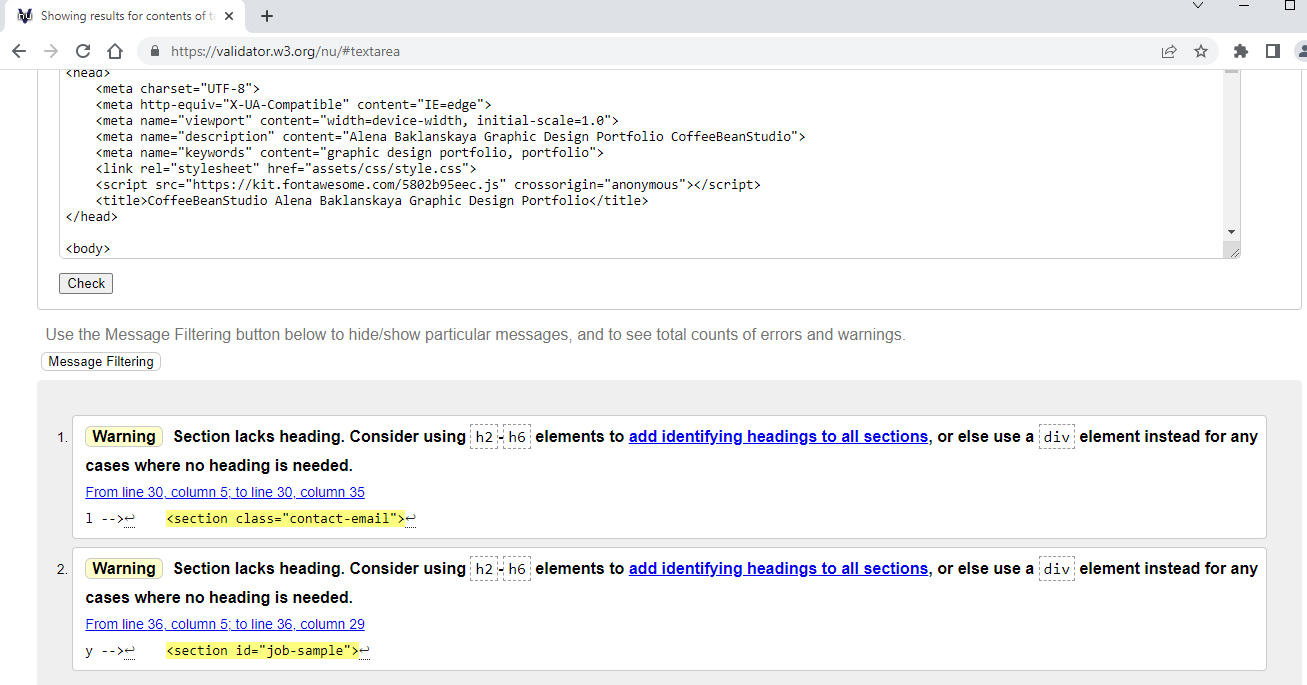 Showing results for contents of t
https://validator.w3.org/nu/#textarea
<head>
<meta charset="UTF-8">
<meta http-equiv="X-UA-Compatible" content="IE=edge">
<meta name="viewport" content="width=device-width, initial-scale=1.0">
<meta name="description" content="Alena Baklanskaya Graphic Design Portfolio CoffeeBeanStudio">
<meta name="keywords" content="graphic design portfolio, portfolio">
<link rel="stylesheet" href="assets/css/style.css">
<script src="https://kit.fontawesome.com/5802b95eec.js" crossorigin="anonymous"></script>
<title>CoffeeBeanStudio Alena Baklanskaya Graphic Design Portfolio</title>
</head>
<body>
Check
Use the Message Filtering button below to hide/show particular messages, and to see total counts of errors and warnings.
Message Filtering
1. Warning Section lacks heading. Consider using h2-h6 elements to add identifying headings to all sections, or else use a div element instead for any
cases where no heading is needed.
From line 30, column 5; to line 30, column 35
l -->↩ <section class="contact-email">↩
2. Warning Section lacks heading. Consider using h2-h6 elements to add identifying headings to all sections, or else use a div element instead for any
cases where no heading is needed.
From line 36, column 5; to line 36, column 29
y -->↩ <section id="job-sample">↩